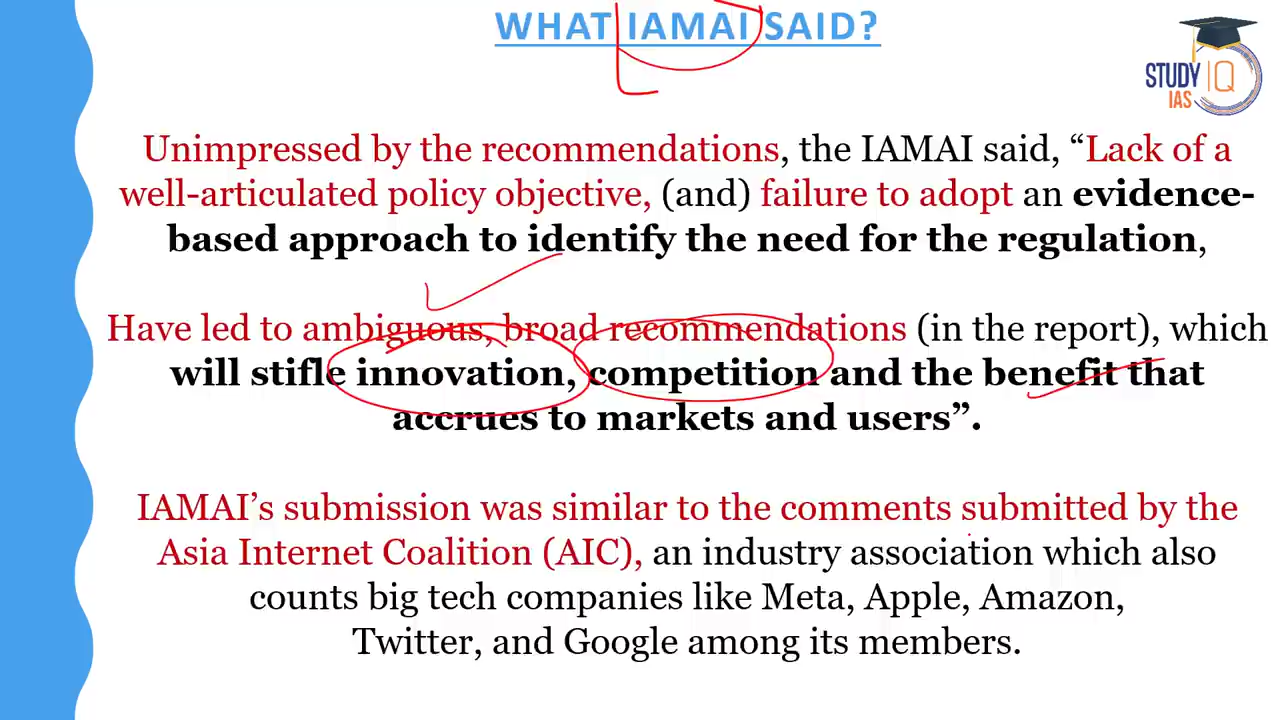 WHAT IAMAI SAID?
STUDY IQ
IAS
Unimpressed by the recommendations, the IAMAI said, “Lack of a
well-articulated policy objective, (and) failure to adopt an evidence-
based approach to identify the need for the regulation,
Have led to ambiguous, broad recommendations (in the report), which
will stifle innovation, competition and the benefit that
accrues to markets and users”.
IAMAI’s submission was similar to the comments submitted by the
Asia Internet Coalition (AIC), an industry association which also
counts big tech companies like Meta, Apple, Amazon,
Twitter, and Google among its members.